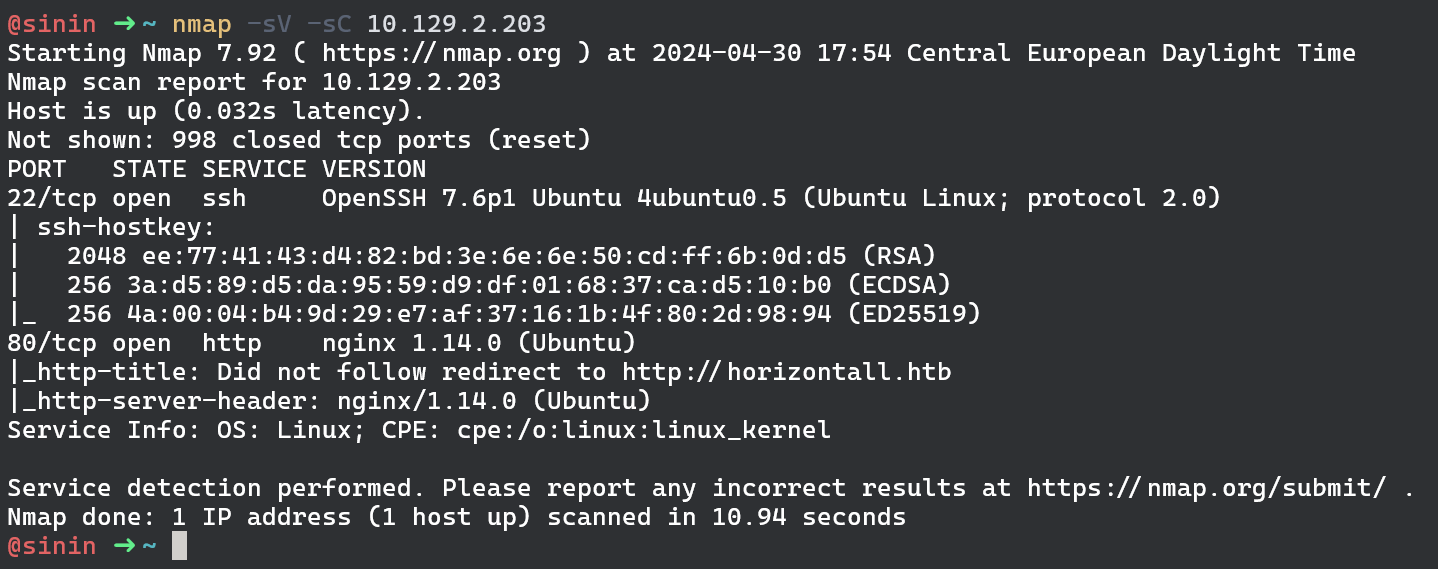 @sinin ➜ ~ nmap -sV -sC 10.129.2.203
Starting Nmap 7.92 ( https://nmap.org ) at 2024-04-30 17:54 Central European Daylight Time
Nmap scan report for 10.129.2.203
Host is up (0.032s latency).
Not shown: 998 closed tcp ports (reset)
PORT   STATE SERVICE VERSION
22/tcp open  ssh     OpenSSH 7.6p1 Ubuntu 4ubuntu0.5 (Ubuntu Linux; protocol 2.0)
| ssh-hostkey:
|   2048 ee:77:41:43:d4:82:bd:3e:6e:6e:50:cd:ff:6b:0d:d5 (RSA)
|   256 3a:d5:89:d5:da:95:59:d9:df:01:68:37:ca:d5:10:b0 (ECDSA)
|_  256 4a:00:04:b4:9d:29:e7:af:37:16:1b:4f:80:2d:98:94 (ED25519)
80/tcp open  http    nginx 1.14.0 (Ubuntu)
|_http-title: Did not follow redirect to http://horizontall.htb
|_http-server-header: nginx/1.14.0 (Ubuntu)
Service Info: OS: Linux; CPE: cpe:/o:linux:linux_kernel

Service detection performed. Please report any incorrect results at https://nmap.org/submit/ .
Nmap done: 1 IP address (1 host up) scanned in 10.94 seconds
@sinin ➜ ~